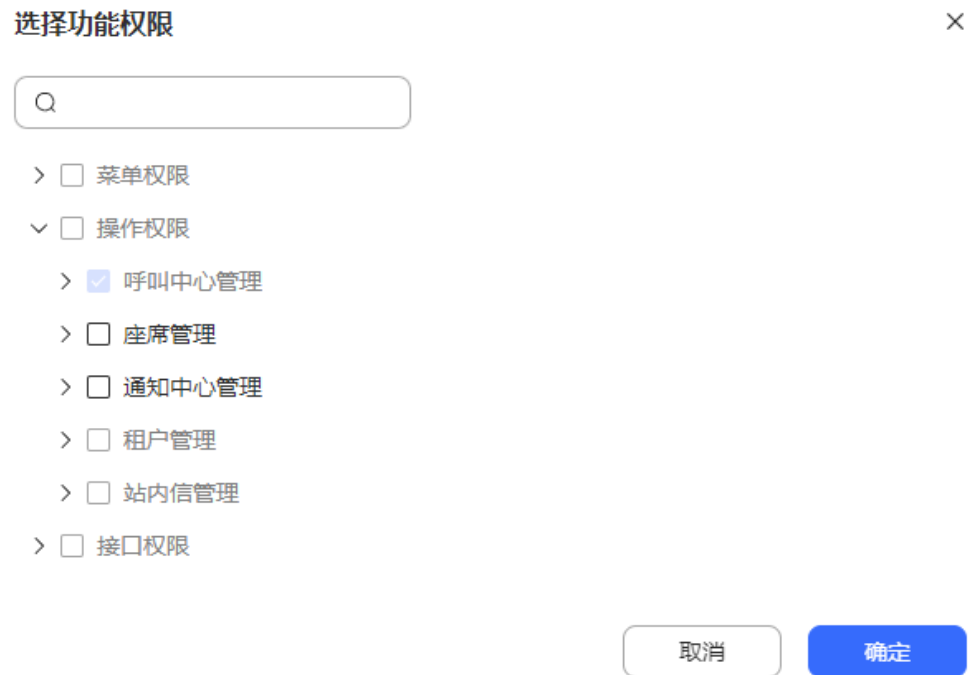 选择功能权限
菜单权限
操作权限
呼叫中心管理
座席管理
通知中心管理
租户管理
站内信管理
接口权限
取消
确定